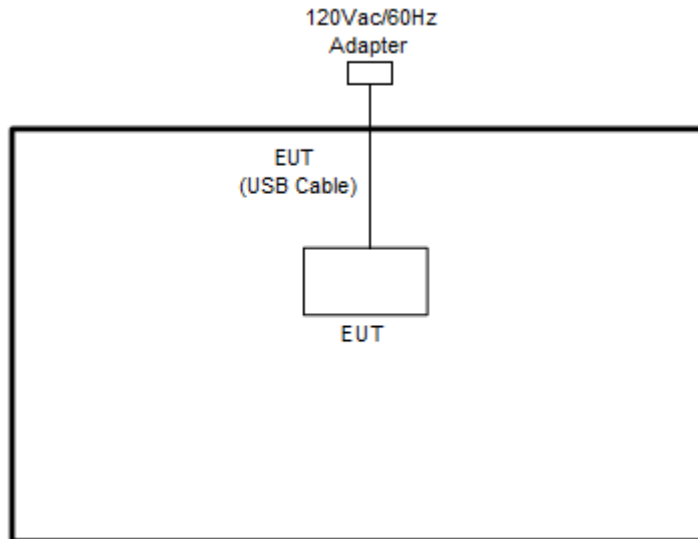 120Vac/60Hz
Adapter
EUT
(USB Cable)
EUT